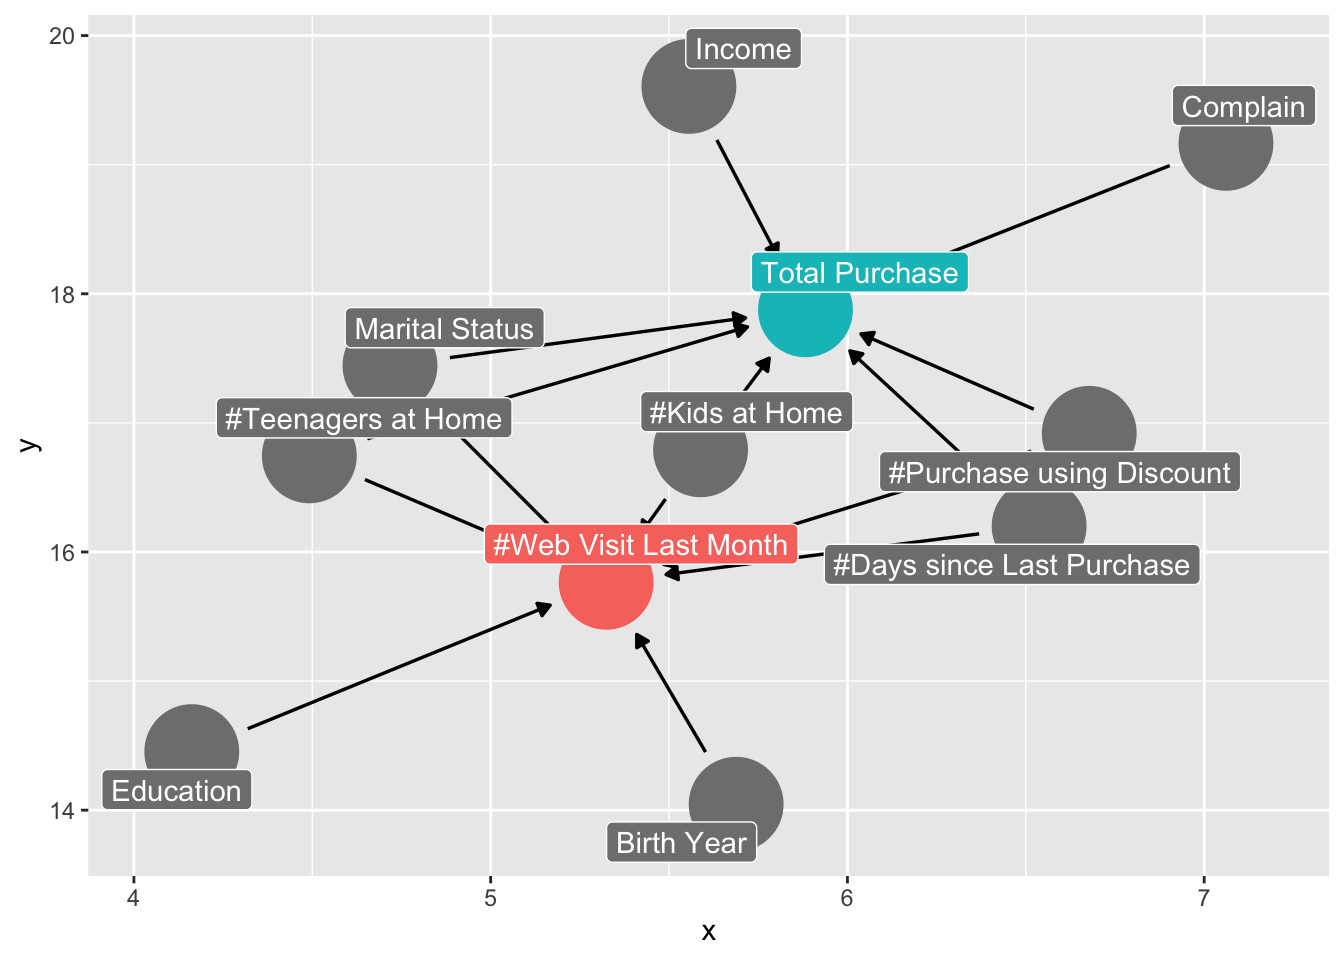 20
18
16
14
y
Income
Complain
Total Purchase
Marital Status
#Teenagers at Home
#Kids at Home
#Purchase using Discount
#Web Visit Last Month
#Days since Last Purchase
Education
Birth Year
4
5
6
7
x